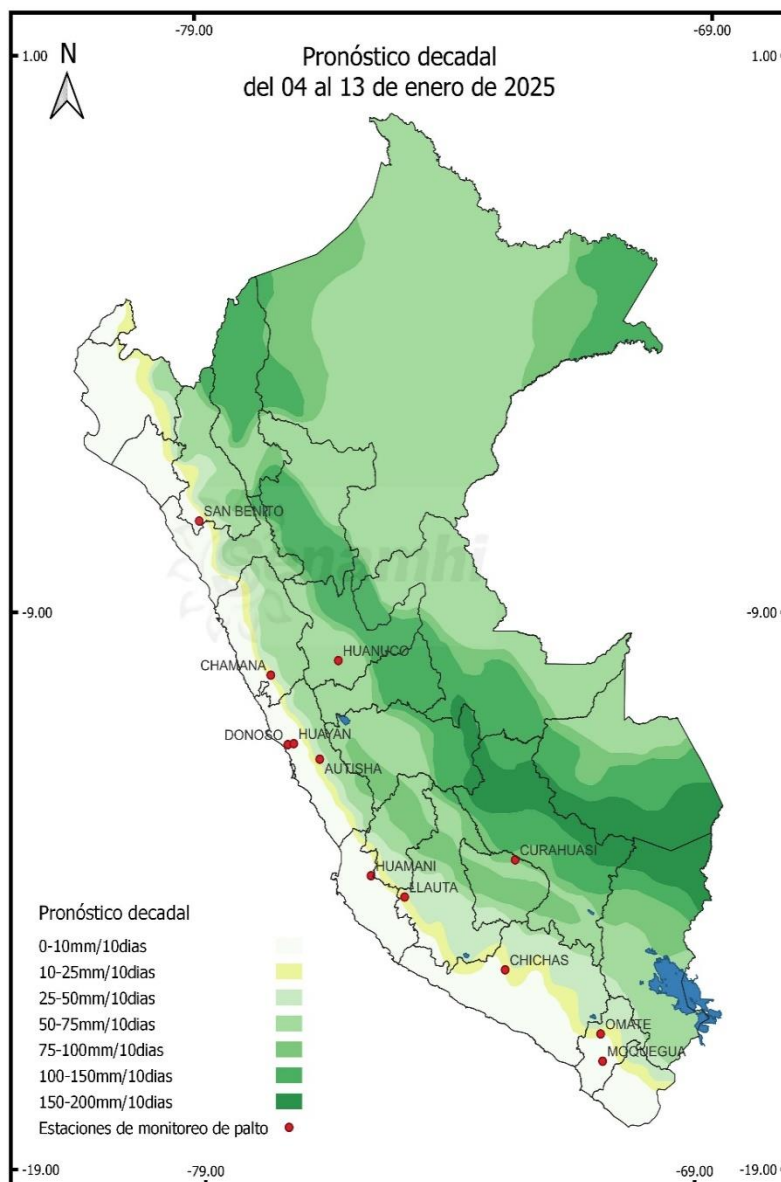 -79.00
-69.00
1.00
1.00
N
Pronóstico decadal
del 04 al 13 de enero de 2025
SAN BENITO
Senamhi
-9.00
-9.00
HUANUCO
CHAMANA
DONOSO
HUAYAN
AUTISHA
CURAHUASI
HUAMANI
LLAUTA
CHICHAS
OMATE
MOQUEGUA
Pronóstico decadal
0-10mm/10dias
10-25mm/10dias
25-50mm/10dias
50-75mm/10dias
75-100mm/10dias
100-150mm/10dias
150-200mm/10dias
Estaciones de monitoreo de palto
-19.00
-79.00
-69.00
-19.00